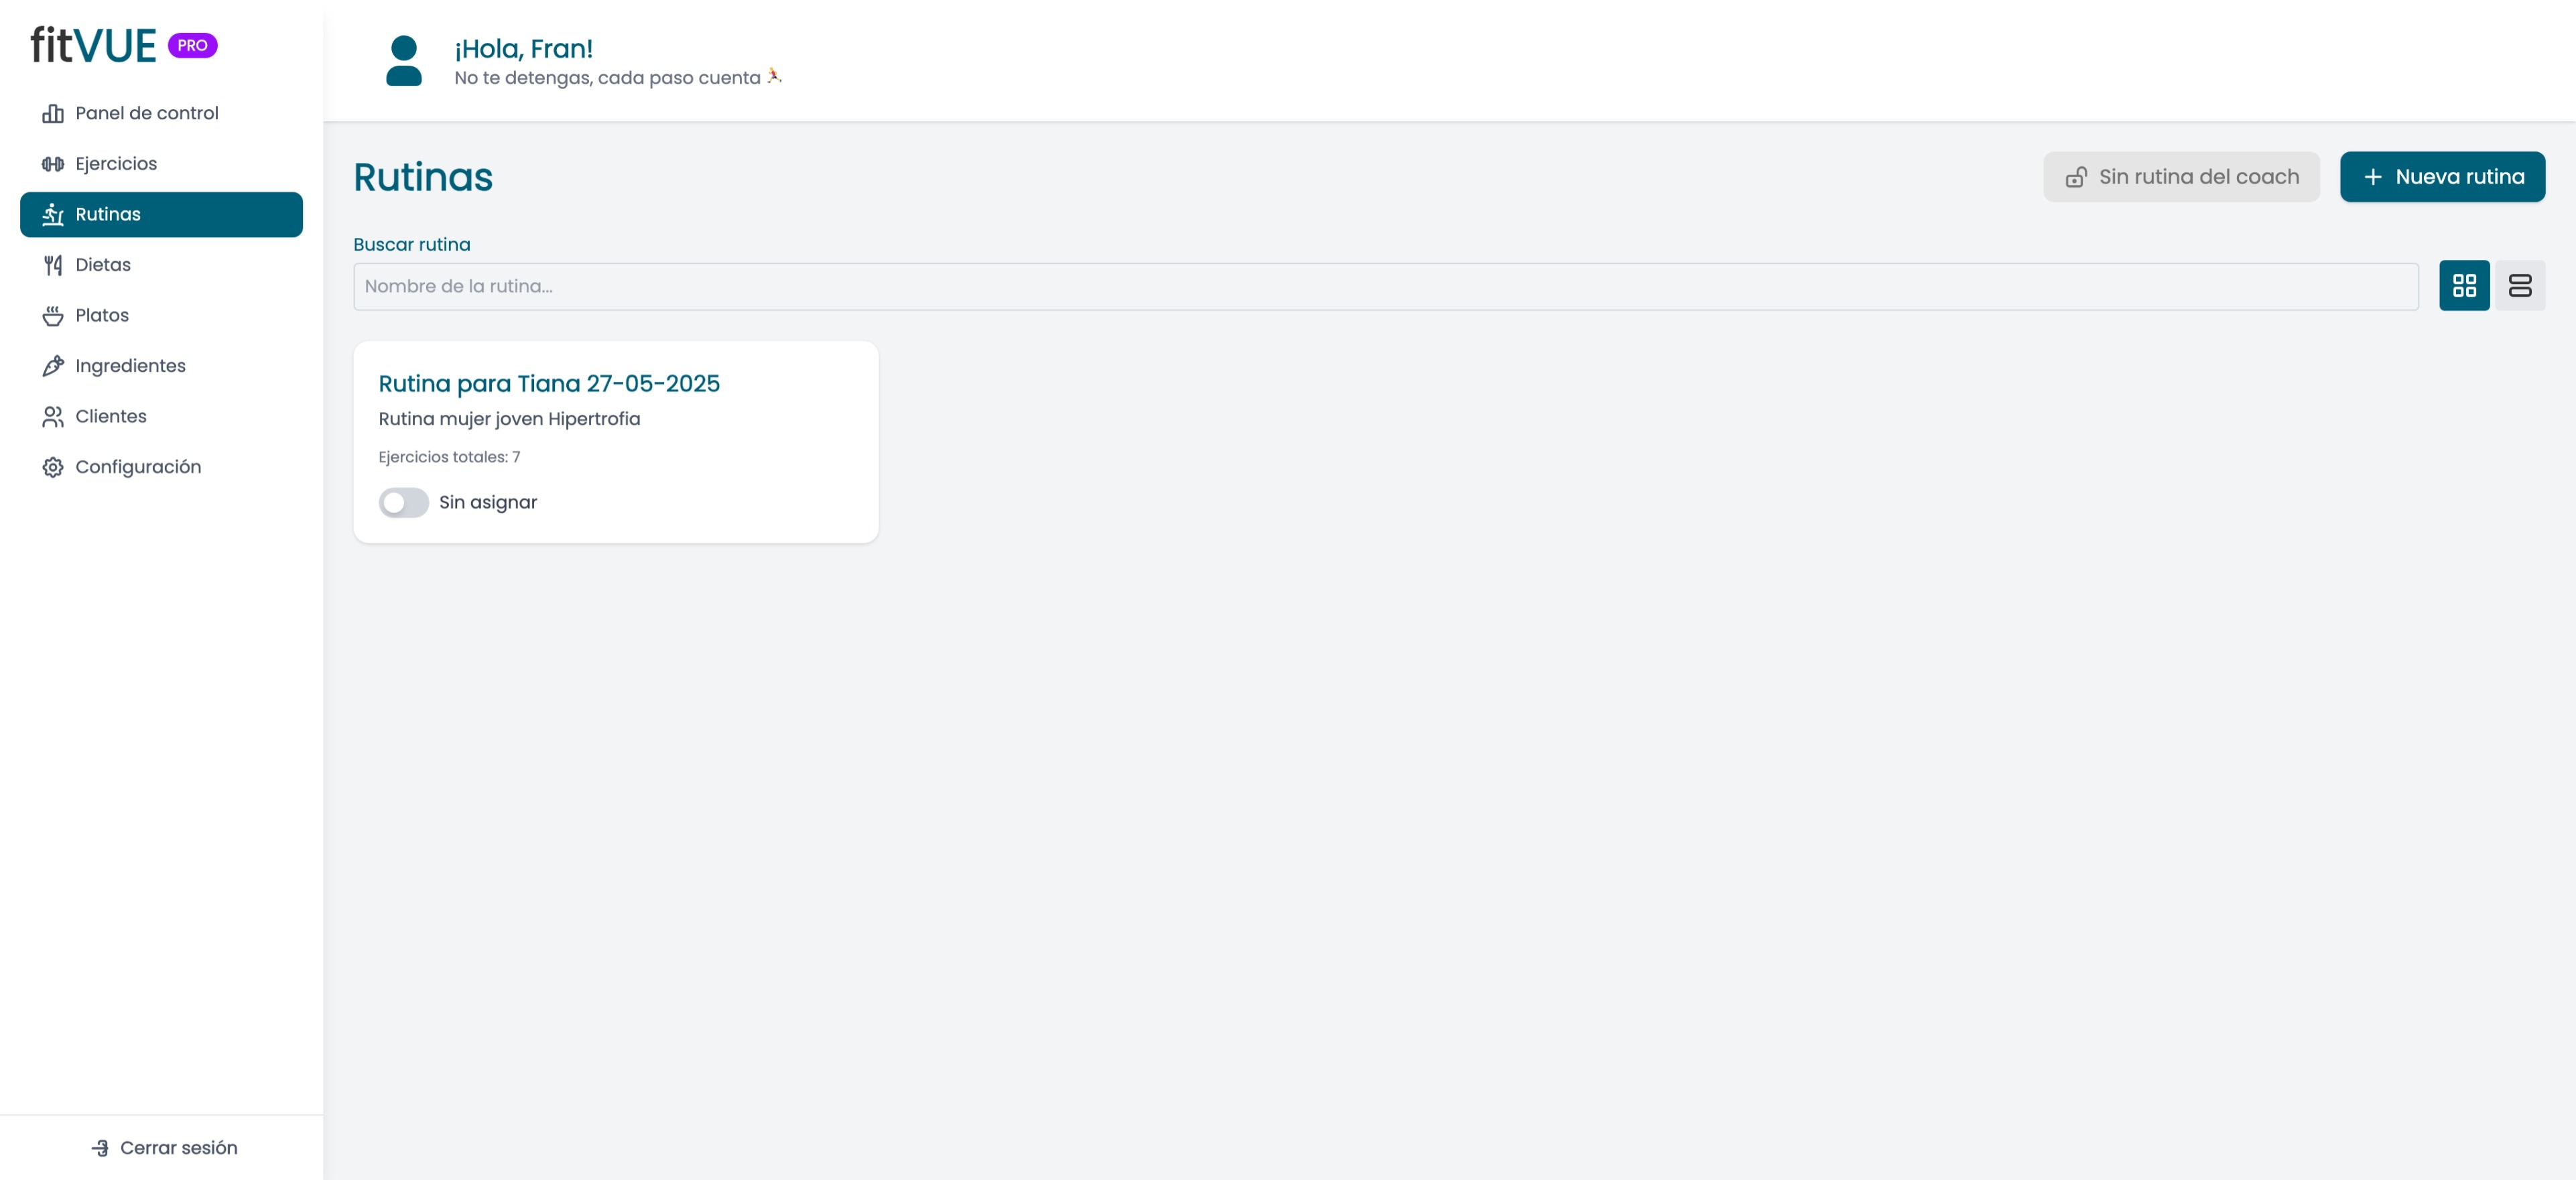 fitVUE PRO
Panel de control
Ejercicios
Rutinas
Dietas
Platos
Ingredientes
Clientes
Configuración
Cerrar sesión
¡Hola, Fran!
No te detengas, cada paso cuenta 🏃
Rutinas
Sin rutina del coach
Nueva rutina
Buscar rutina
Nombre de la rutina...
Rutina para Tiana 27-05-2025
Rutina mujer joven Hipertrofia
Ejercicios totales: 7
Sin asignar